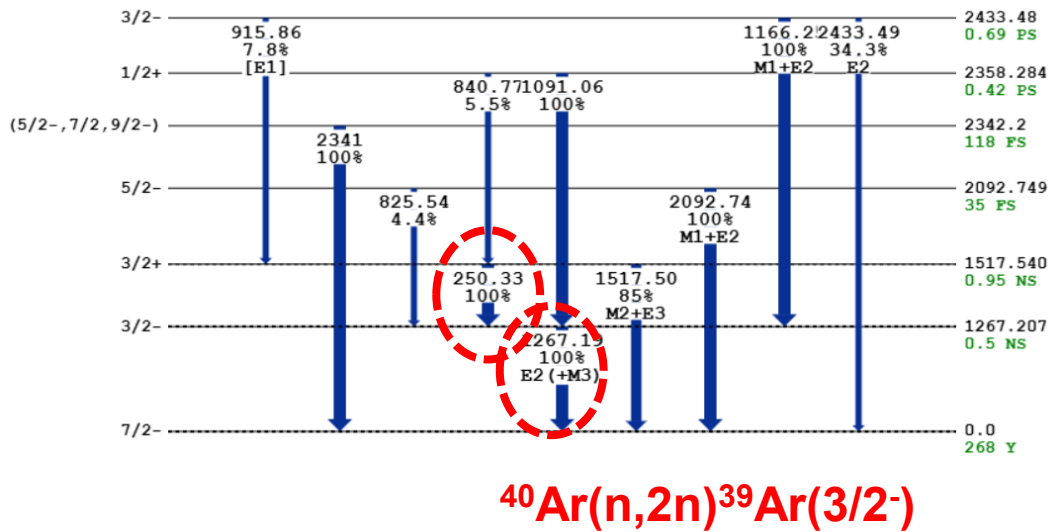 3/2- 2433.48
0.69 PS
915.86
7.8%
[E1]
1166.2
100%
M1+E2
2433.49
34.3%
E2
1/2+ 2358.284
0.42 PS
840.77
5.5%
1091.06
100%
(5/2-,7/2,9/2-) 2342.2
118 FS
2341
100%
5/2- 2092.749
35 FS
825.54
4.4%
2092.74
100%
M1+E2
3/2+ 1517.540
0.95 NS
250.33
100%
1517.50
85%
M2+E3
3/2- 1267.207
0.5 NS
1267.19
100%
E2(+M3)
7/2- 0.0
268 Y
⁴⁰Ar(n,2n)³⁹Ar(3/2⁻)